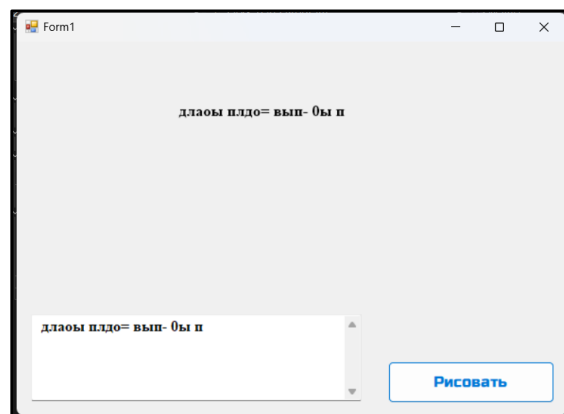 Form1
длаоы плдо= вып- 0ы п
длаоы плдо= вып- 0ы п
Рисовать